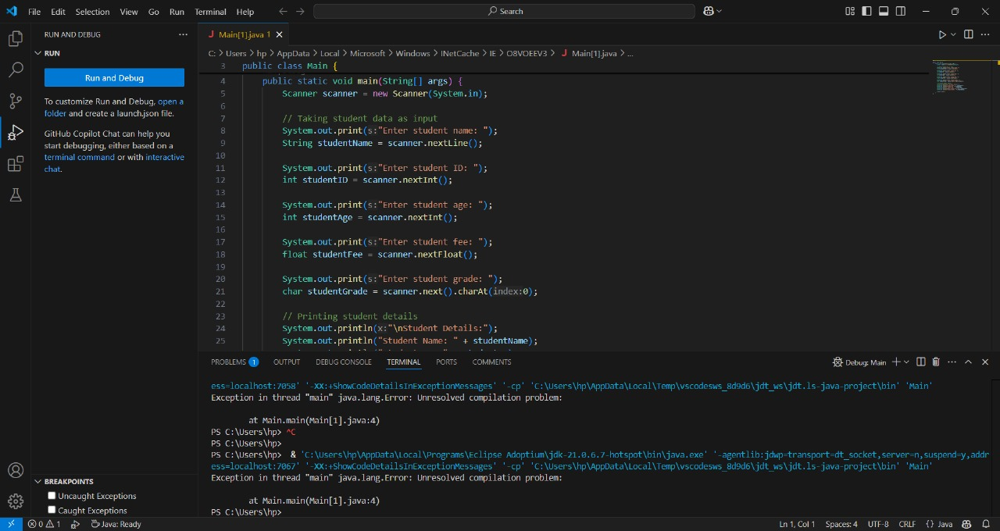 File Edit Selection View Go Run Terminal Help Search
RUN AND DEBUG
RUN
Run and Debug
To customize Run and Debug, open a
folder and create a launch.json file.
GitHub Copilot Chat can help you
start debugging, either based on a
terminal command or with interactive
chat.
BREAKPOINTS
Uncaught Exceptions
Caught Exceptions
Main[1].java 1
C: > Users > hp > AppData > Local > Microsoft > Windows > INetCache > IE > O8VOEEV3 > Main[1].java > ...
3 public class Main {
4 public static void main(String[] args) {
5 Scanner scanner = new Scanner(System.in);
6
7 // Taking student data as input
8 System.out.print(s:"Enter student name: ");
9 String studentName = scanner.nextLine();
10
11 System.out.print(s:"Enter student ID: ");
12 int studentID = scanner.nextInt();
13
14 System.out.print(s:"Enter student age: ");
15 int studentAge = scanner.nextInt();
16
17 System.out.print(s:"Enter student fee: ");
18 float studentFee = scanner.nextFloat();
19
20 System.out.print(s:"Enter student grade: ");
21 char studentGrade = scanner.next().charAt(index:0);
22
23 // Printing student details
24 System.out.println(x:"\nStudent Details:");
25 System.out.println("Student Name: " + studentName);
PROBLEMS 1 OUTPUT DEBUG CONSOLE TERMINAL PORTS COMMENTS Debug: Main
ess=localhost:7058' '-XX:+ShowCodeDetailsInExceptionMessages' '-cp' 'C:\Users\hp\AppData\Local\Temp\vscodesws_8d9d6\jdt_ws\jdt.ls-java-project\bin' 'Main'
Exception in thread "main" java.lang.Error: Unresolved compilation problem:
at Main.main(Main[1].java:4)
PS C:\Users\hp> ^C
PS C:\Users\hp>
PS C:\Users\hp> & 'C:\Users\hp\AppData\Local\Programs\Eclipse Adoptium\jdk-21.0.6.7-hotspot\bin\java.exe' '-agentlib:jdwp=transport=dt_socket,server=n,suspend=y,addr
ess=localhost:7067' '-XX:+ShowCodeDetailsInExceptionMessages' '-cp' 'C:\Users\hp\AppData\Local\Temp\vscodesws_8d9d6\jdt_ws\jdt.ls-java-project\bin' 'Main'
Exception in thread "main" java.lang.Error: Unresolved compilation problem:
at Main.main(Main[1].java:4)
PS C:\Users\hp>
0 1 Java: Ready Ln 1, Col 1 Spaces: 4 UTF-8 CRLF {} Java